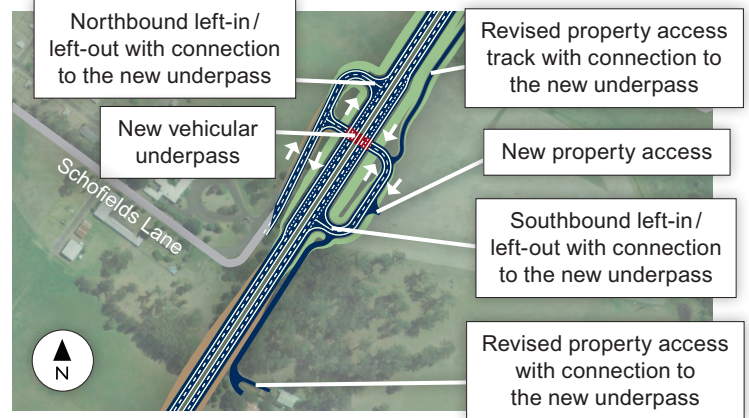 Northbound left-in/
left-out with connection
to the new underpass
Revised property access
track with connection to
the new underpass
New vehicular
underpass
New property access
Schofields Lane
Southbound left-in/
left-out with connection
to the new underpass
Revised property access
with connection to
the new underpass
N